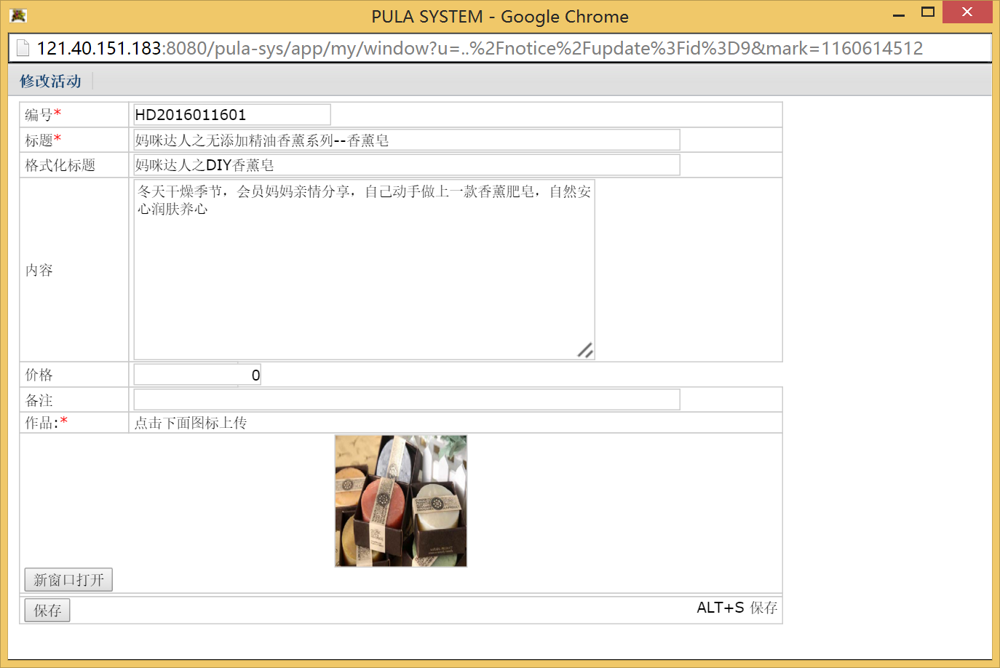 PULA SYSTEM - Google Chrome
121.40.151.183:8080/pula-sys/app/my/window?u=..%2Fnotice%2Fupdate%3Fid%3D9&mark=1160614512
修改活动
编号* HD2016011601
标题* 妈咪达人之无添加精油香薰系列--香薰皂
格式化标题 妈咪达人之DIY香薰皂
内容
冬天干燥季节，会员妈妈亲情分享，自己动手做上一款香薰肥皂，自然安
心润肤养心
价格 0
备注
作品:* 点击下面图标上传
新窗口打开
保存 ALT+S 保存